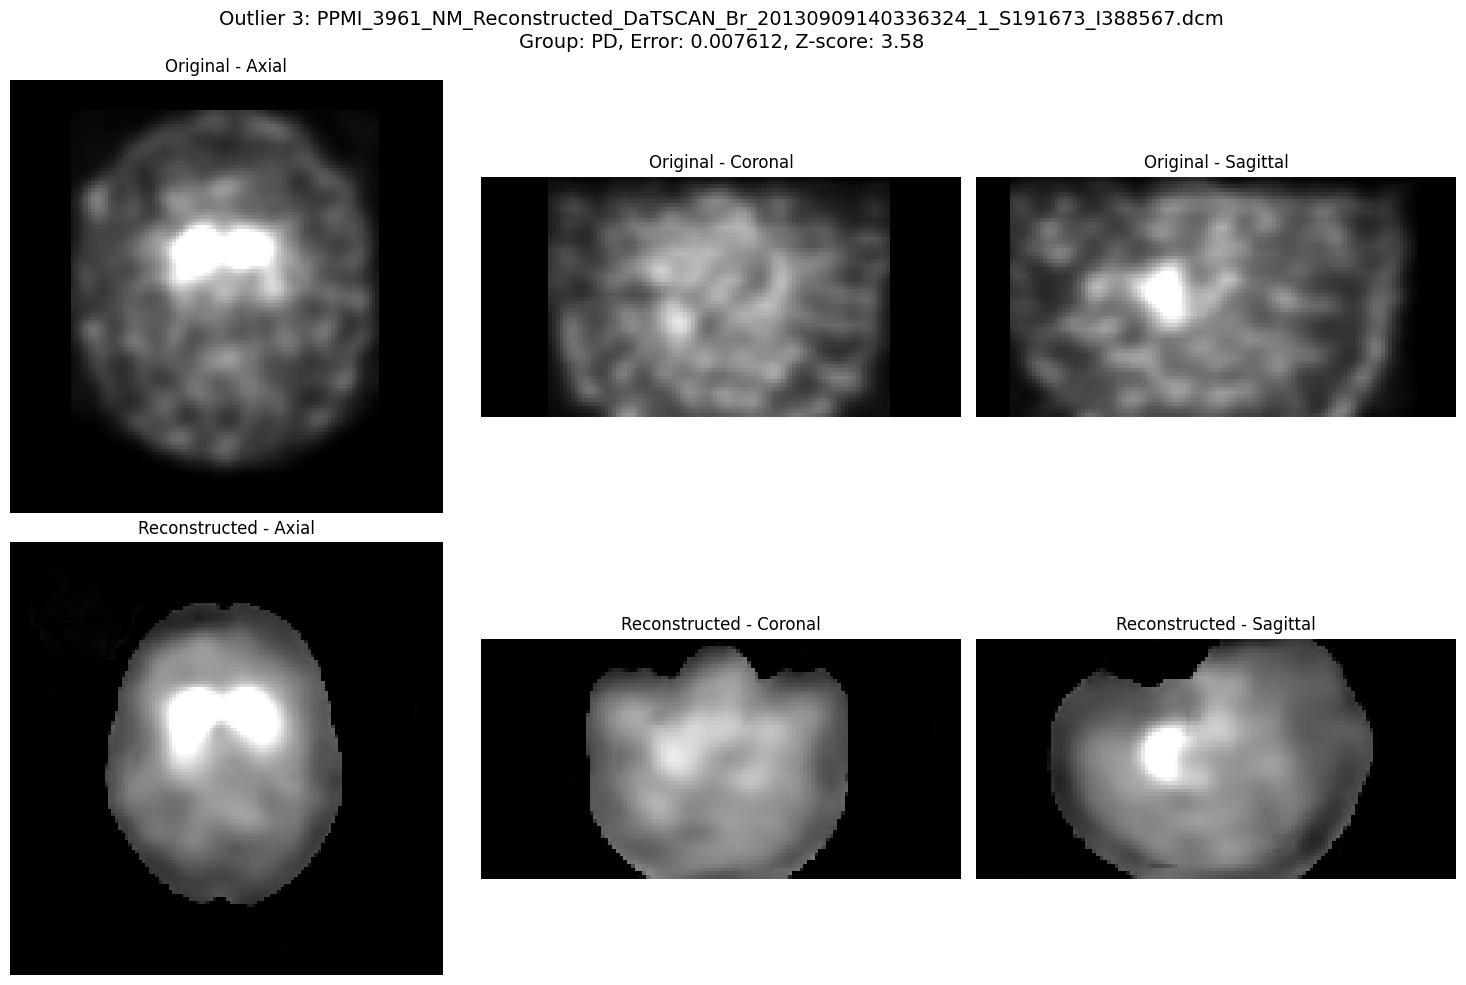 Outlier 3: PPMI_3961_NM_Reconstructed_DaTSCAN_Br_20130909140336324_1_S191673_I388567.dcm
Group: PD, Error: 0.007612, Z-score: 3.58
Original - Axial
Original - Coronal
Original - Sagittal
Reconstructed - Axial
Reconstructed - Coronal
Reconstructed - Sagittal